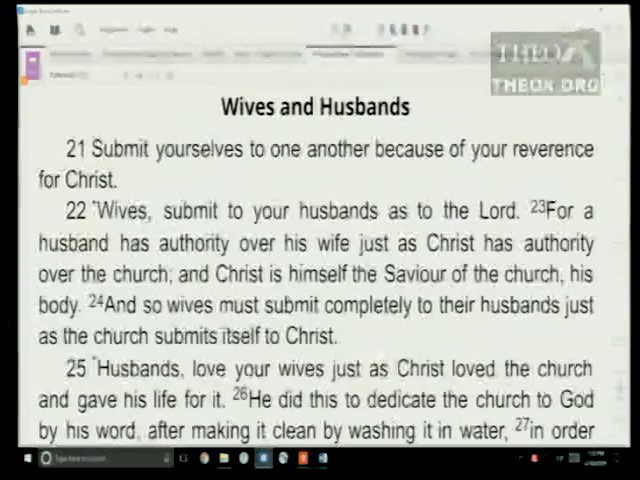 THEOX
THEOX.ORG
Wives and Husbands
21 Submit yourselves to one another because of your reverence
for Christ.
22 Wives, submit to your husbands as to the Lord. 23For a
husband has authority over his wife just as Christ has authority
over the church; and Christ is himself the Saviour of the church, his
body. 24And so wives must submit completely to their husbands just
as the church submits itself to Christ.
25 Husbands, love your wives just as Christ loved the church
and gave his life for it. 26He did this to dedicate the church to God
by his word, after making it clean by washing it in water, 27in order
Type here to search